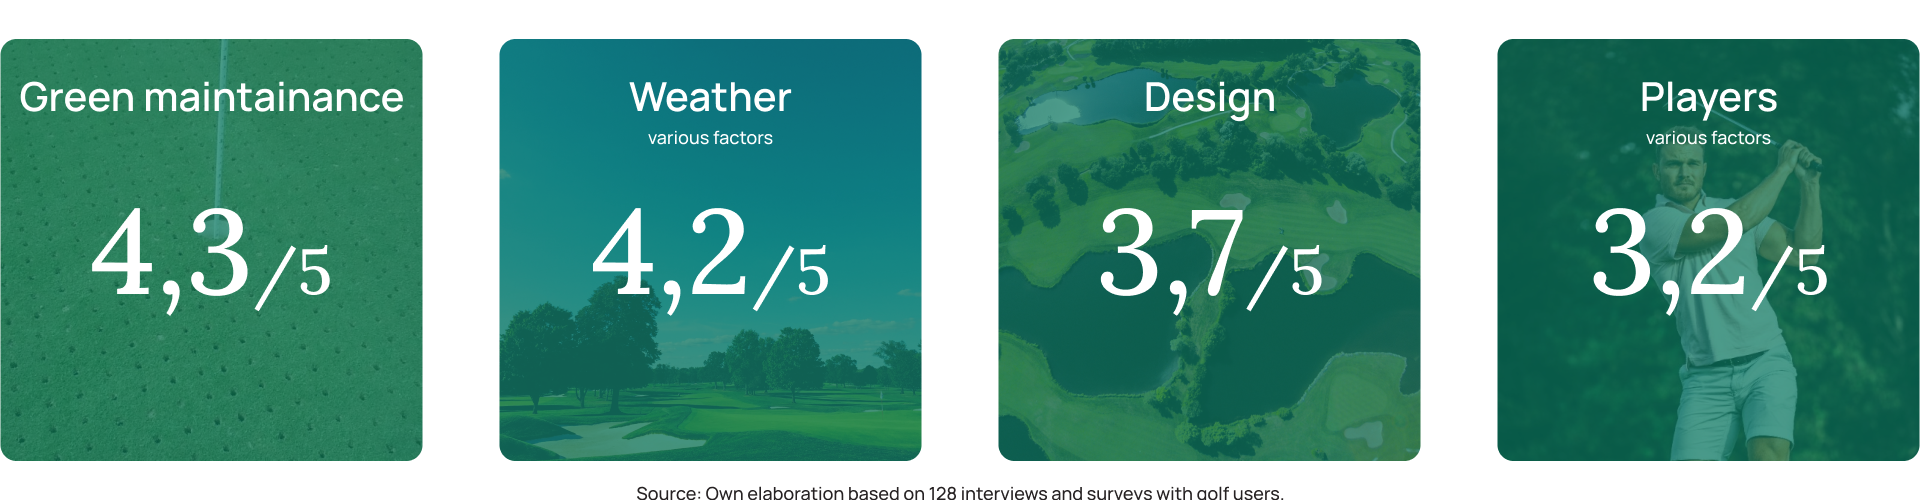 Green maintainance
4,3/5
Weather
various factors
4,2/5
Design
3,7/5
Players
various factors
3,2/5
Source: Own elaboration based on 128 interviews and surveys with golf users.